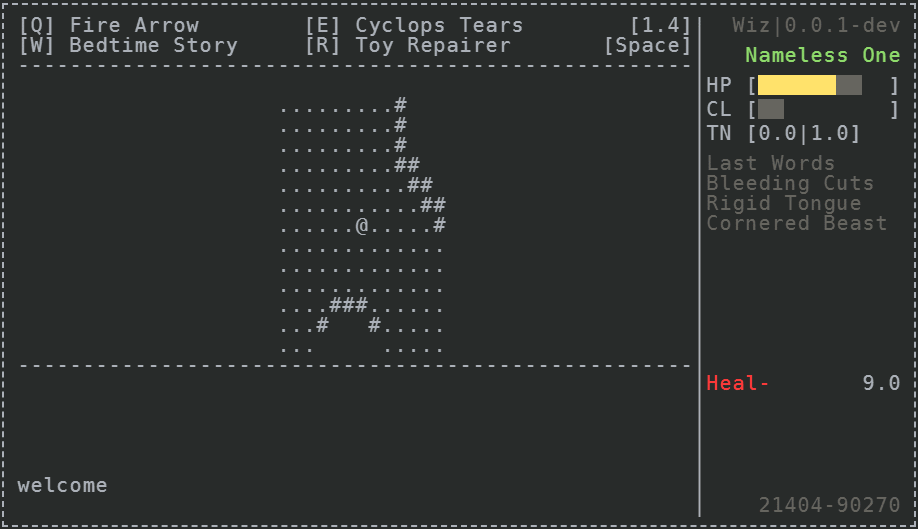 [Q] Fire Arrow [E] Cyclops Tears [1.4]
[W] Bedtime Story [R] Toy Repairer [Space]
----------------------------------------------------
.........#
.........#
.........#
.........##
..........##
...........##
......@.....#
.............
.............
.............
....###......
...#   #.....
...      .....
----------------------------------------------------
welcome
Wiz|0.0.1-dev
Nameless One
HP [ ]
CL [ ]
TN [0.0|1.0]
Last Words
Bleeding Cuts
Rigid Tongue
Cornered Beast
Heal- 9.0
21404-90270